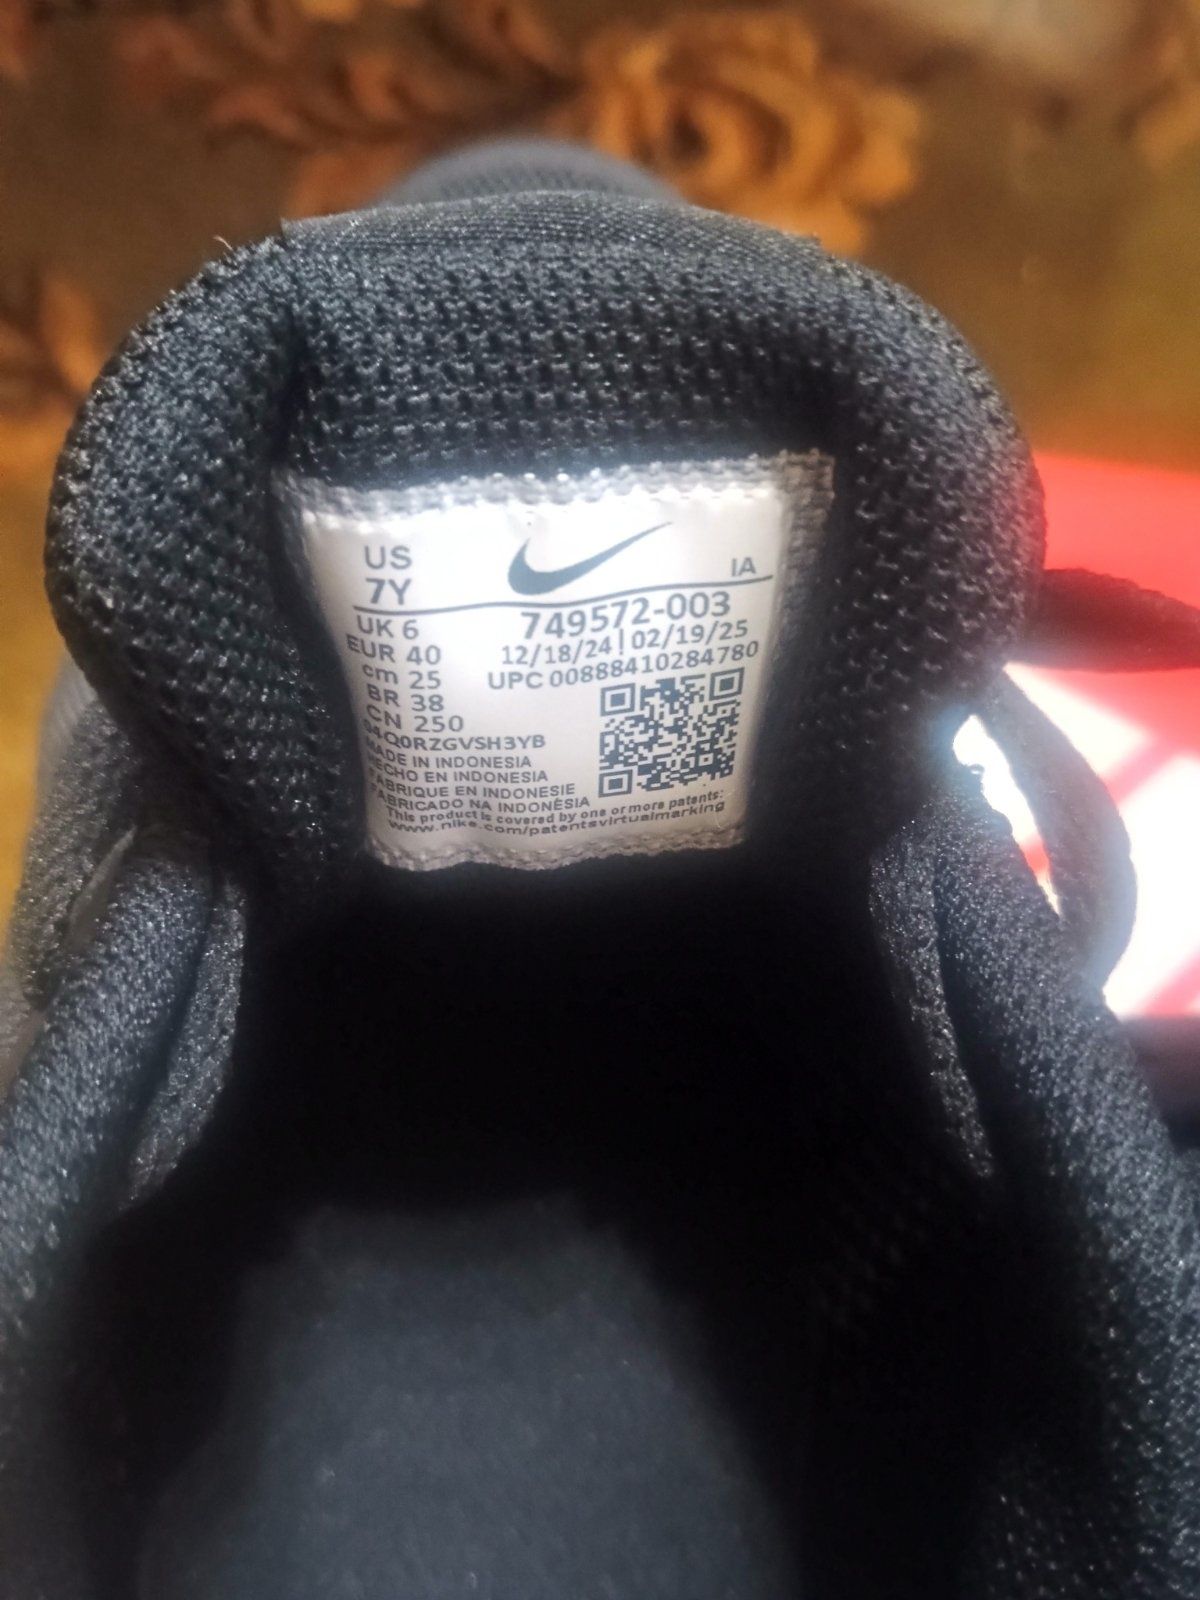 US
7Y
IA
UK 6
749572-003
EUR 40
12/18/24|02/19/25
cm 25
UPC 00888410284780
BR 38
CN 250
MADE IN INDONESIA
HECHO EN INDONESIA
FABRIQUE EN INDONESIE
FABRICADO NA INDONÉSIA
This product is covered by one or more patents:
www.nike.com/patentsvirtualmarking